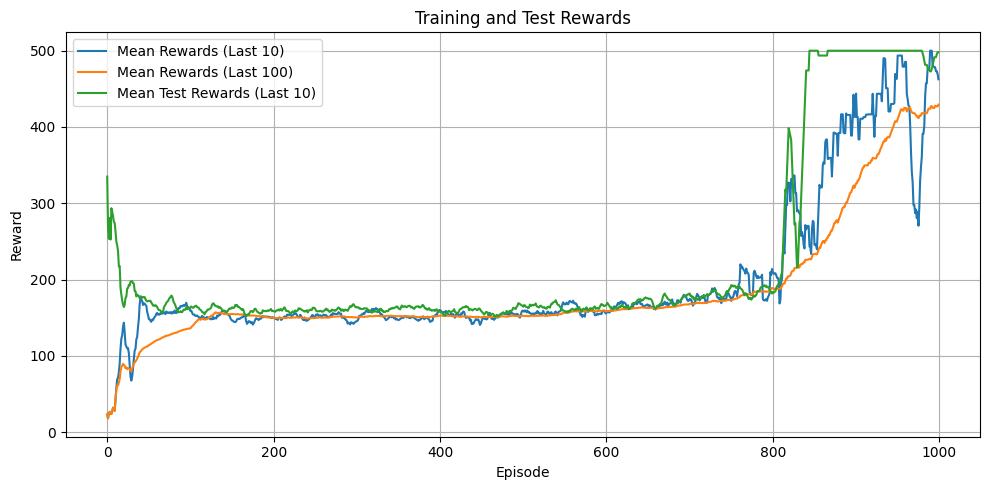 Training and Test Rewards
Mean Rewards (Last 10)
Mean Rewards (Last 100)
Mean Test Rewards (Last 10)
500
400
300
200
100
0
Reward
0 200 400 600 800 1000
Episode